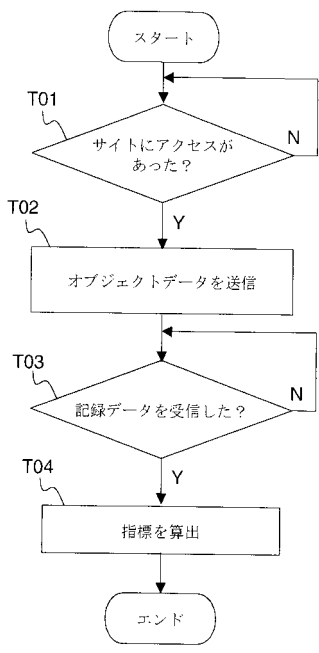 スタート
T01
サイトにアクセスが
あった？
N
Y
T02
オブジェクトデータを送信
T03
記録データを受信した？
N
Y
T04
指標を算出
エンド